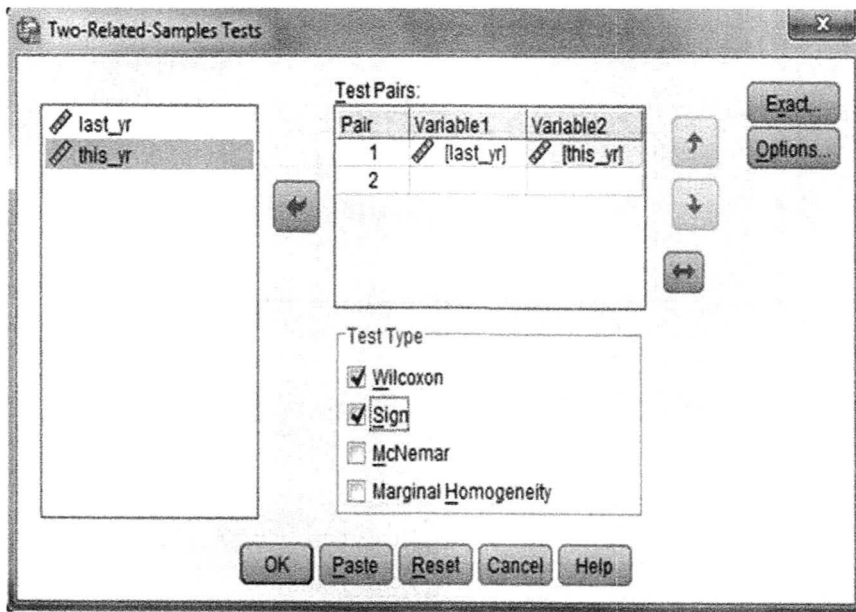 Two-Related-Samples Tests
X
last_yr
this_yr
Test Pairs:
Pair Variable1 Variable2
1 [last_yr] [this_yr]
2
Exact...
Options...
Test Type
Wilcoxon
Sign
McNemar
Marginal Homogeneity
OK Paste Reset Cancel Help